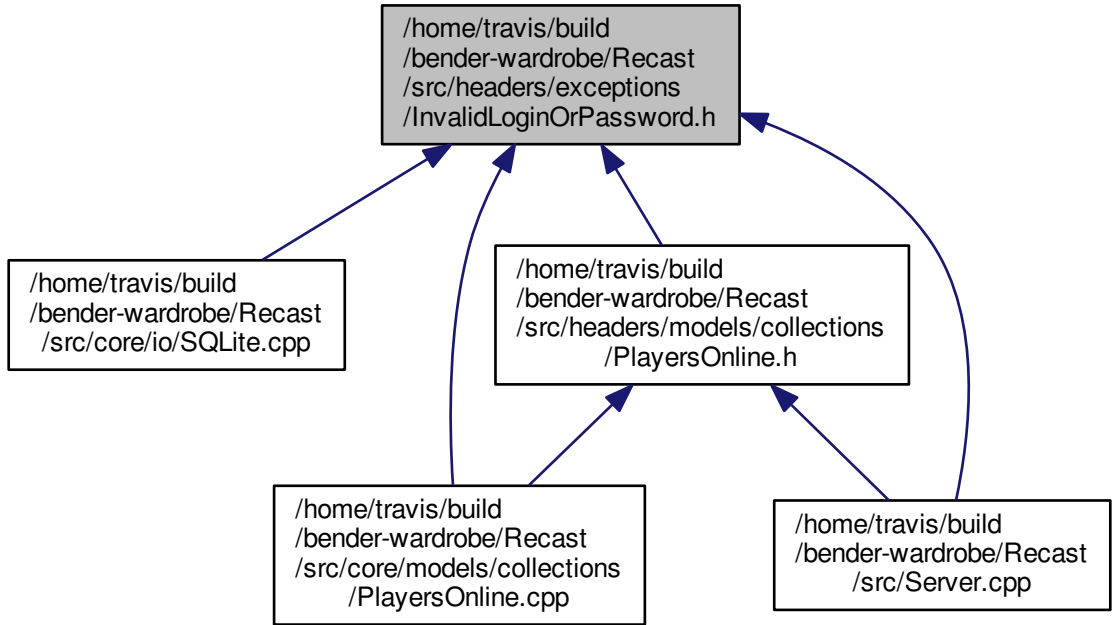 /home/travis/build
/bender-wardrobe/Recast
/src/headers/exceptions
/InvalidLoginOrPassword.h
/home/travis/build
/bender-wardrobe/Recast
/src/core/io/SQLite.cpp
/home/travis/build
/bender-wardrobe/Recast
/src/headers/models/collections
/PlayersOnline.h
/home/travis/build
/bender-wardrobe/Recast
/src/core/models/collections
/PlayersOnline.cpp
/home/travis/build
/bender-wardrobe/Recast
/src/Server.cpp